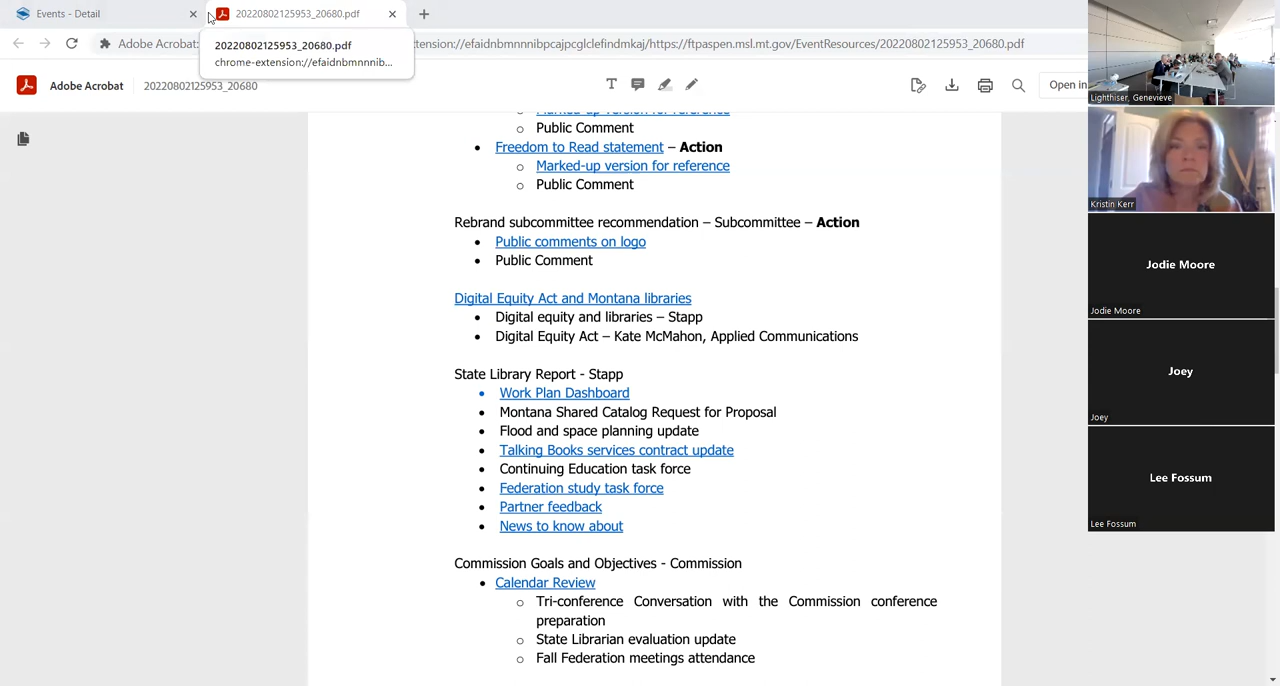 Events - Detail
20220802125953_20680.pdf
20220802125953_20680.pdf
chrome-extension://efaidnbmnnnib...
Adobe Acrobat:
tension://efaidnbmnnnibpcajpcglclefindmkaj/https://ftpaspen.msl.mt.gov/EventResources/20220802125953_20680.pdf
Adobe Acrobat
20220802125953_20680
Open in
Marked-up version for reference
Public Comment
Freedom to Read statement – Action
Marked-up version for reference
Public Comment
Rebrand subcommittee recommendation – Subcommittee – Action
Public comments on logo
Public Comment
Digital Equity Act and Montana libraries
Digital equity and libraries – Stapp
Digital Equity Act – Kate McMahon, Applied Communications
State Library Report - Stapp
Work Plan Dashboard
Montana Shared Catalog Request for Proposal
Flood and space planning update
Talking Books services contract update
Continuing Education task force
Federation study task force
Partner feedback
News to know about
Commission Goals and Objectives - Commission
Calendar Review
Tri-conference Conversation with the Commission conference
preparation
State Librarian evaluation update
Fall Federation meetings attendance
Lighthiser, Genevieve
Kristin Kerr
Jodie Moore
Jodie Moore
Joey
Joey
Lee Fossum
Lee Fossum